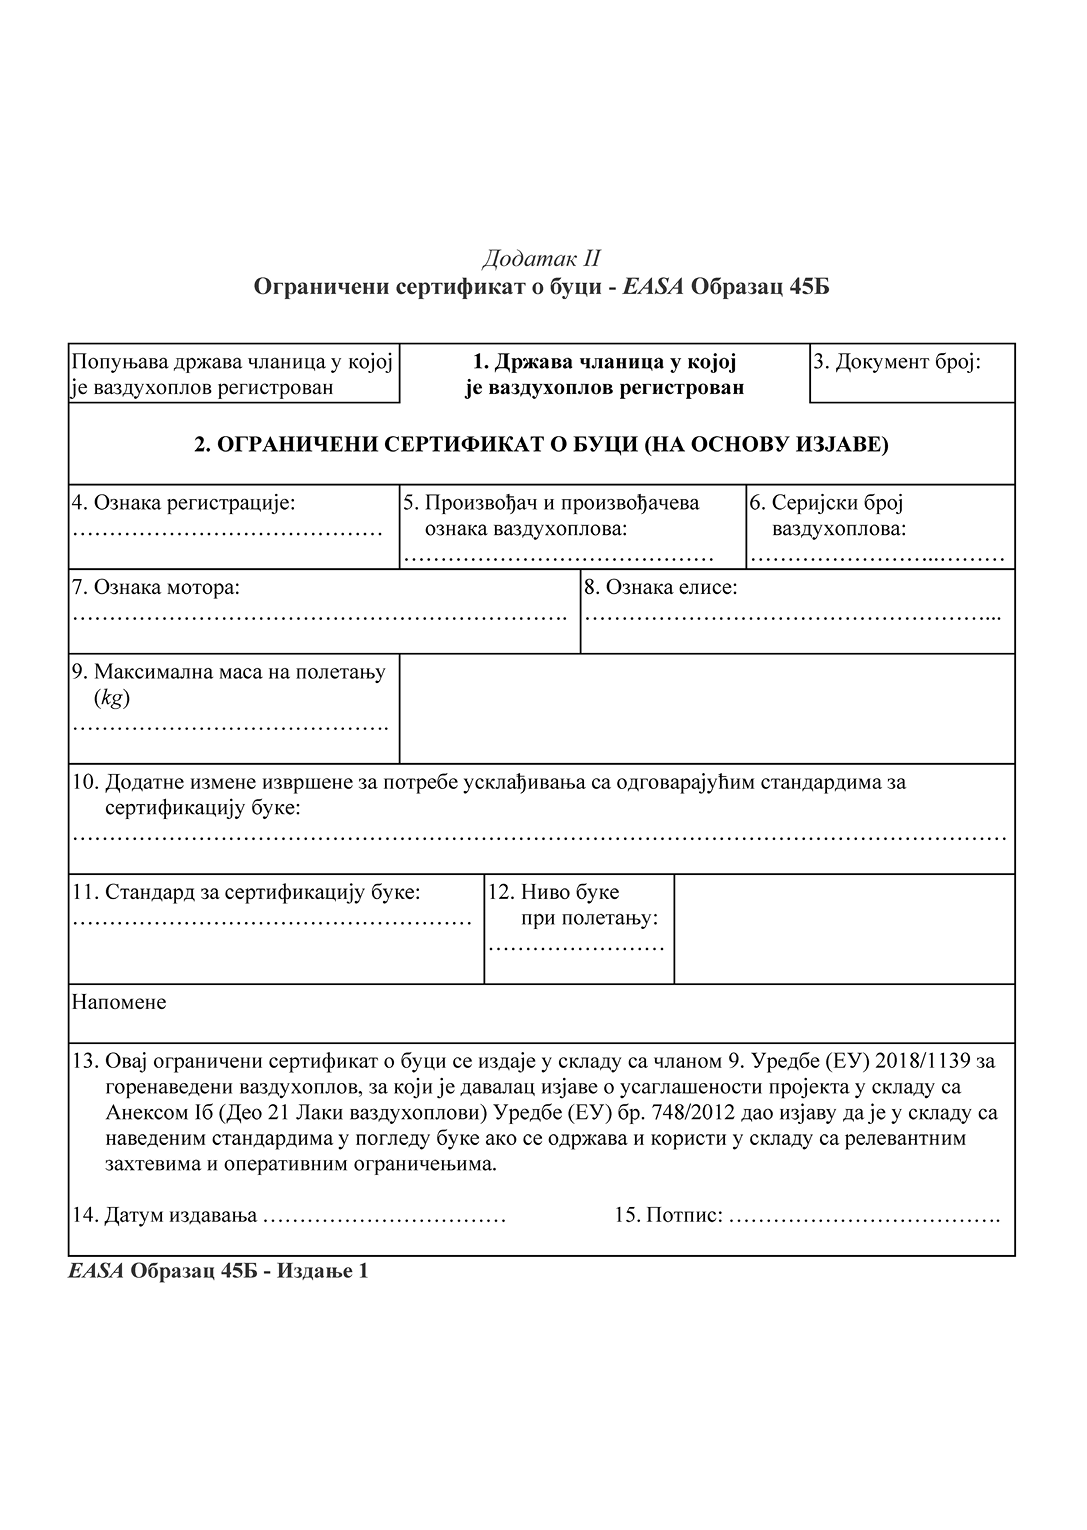 Додатак II
Ограничени сертификат о буци - EASA Образац 45Б
Попуњава држава чланица у којој
је ваздухоплов регистрован
1. Држава чланица у којој
је ваздухоплов регистрован
3. Документ број:
2. ОГРАНИЧЕНИ СЕРТИФИКАТ О БУЦИ (НА ОСНОВУ ИЗЈАВЕ)
4. Ознака регистрације:
……………………………………
5. Произвођач и произвођачева
ознака ваздухоплова:
……………………………………
6. Серијски број
ваздухоплова:
……………………..………
7. Ознака мотора:
………………………………………………………….
8. Ознака елисе:
………………………………………………...
9. Максимална маса на полетању
(kg)
…………………………………….
10. Додатне измене извршене за потребе усклађивања са одговарајућим стандардима за
сертификацију буке:
………………………………………………………………………………………………………………
11. Стандард за сертификацију буке:
………………………………………………
12. Ниво буке
при полетању:
……………………
Напомене
13. Овај ограничени сертификат о буци се издаје у складу са чланом 9. Уредбе (ЕУ) 2018/1139 за
горенаведени ваздухоплов, за који је давалац изјаве о усаглашености пројекта у складу са
Анексом Iб (Део 21 Лаки ваздухоплови) Уредбе (ЕУ) бр. 748/2012 дао изјаву да је у складу са
наведеним стандардима у погледу буке ако се одржава и користи у складу са релевантним
захтевима и оперативним ограничењима.
14. Датум издавања …………………………… 15. Потпис: ……………………………….
EASA Образац 45Б - Издање 1